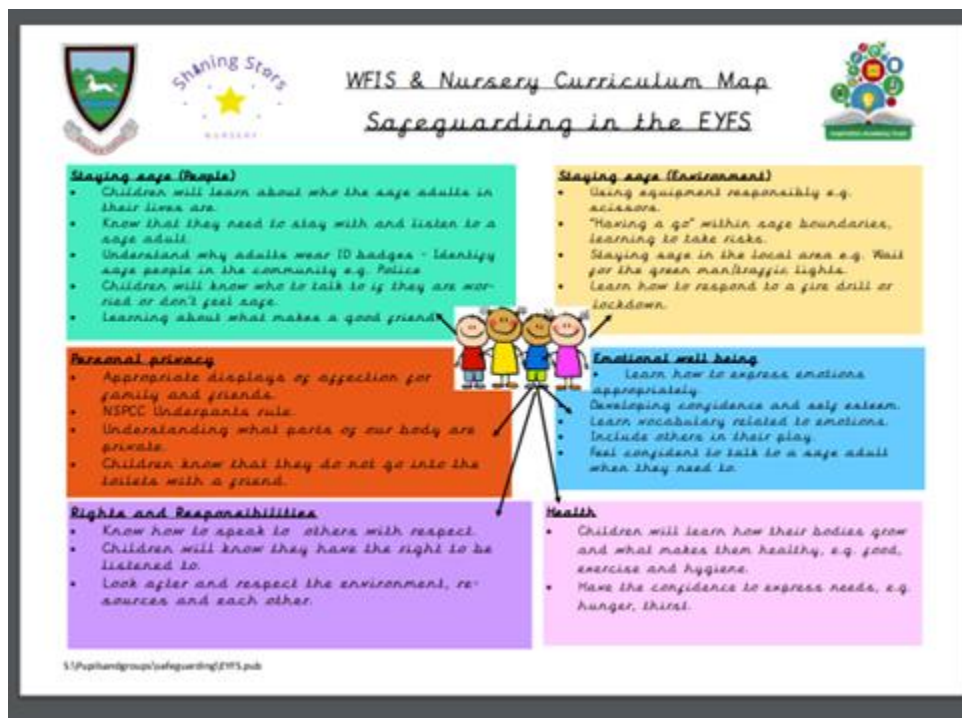 Shining Stars
NURSERY
WFIS & Nursery Curriculum Map
Safeguarding in the EYFS
Staying safe (People)
• Children will learn about who the safe adults in
their lives are.
• Know that they need to stay with and listen to a
safe adult.
• Understand why adults wear ID badges - Identify
safe people in the community e.g. Police
• Children will know who to talk to if they are wor-
ried or don't feel safe.
• Learning about what makes a good friend
Staying safe (Environment)
• Using equipment responsibly e.g.
scissors.
• "Having a go" within safe boundaries,
learning to take risks.
• Staying safe in the local area e.g. Wait
for the green man/traffic lights.
• Learn how to respond to a fire drill or
lockdown.
Personal privacy
• Appropriate displays of affection for
family and friends.
• NSPCC Underpants rule.
• Understanding what parts of our body are
private.
• Children know that they do not go into the
toilets with a friend.
Emotional well being
• Learn how to express emotions
appropriately
Developing confidence and self esteem.
• Learn vocabulary related to emotions.
• Include others in their play.
• Feel confident to talk to a safe adult
when they need to.
Rights and Responsibilities
• Know how to speak to others with respect.
• Children will know they have the right to be
listened to.
• Look after and respect the environment, re-
sources and each other.
Health
• Children will learn how their bodies grow
and what makes them healthy, e.g. food,
exercise and hygiene.
• Have the confidence to express needs, e.g.
hunger, thirst.
S:\Pupilsandgroups\safeguarding\EYFS.pub